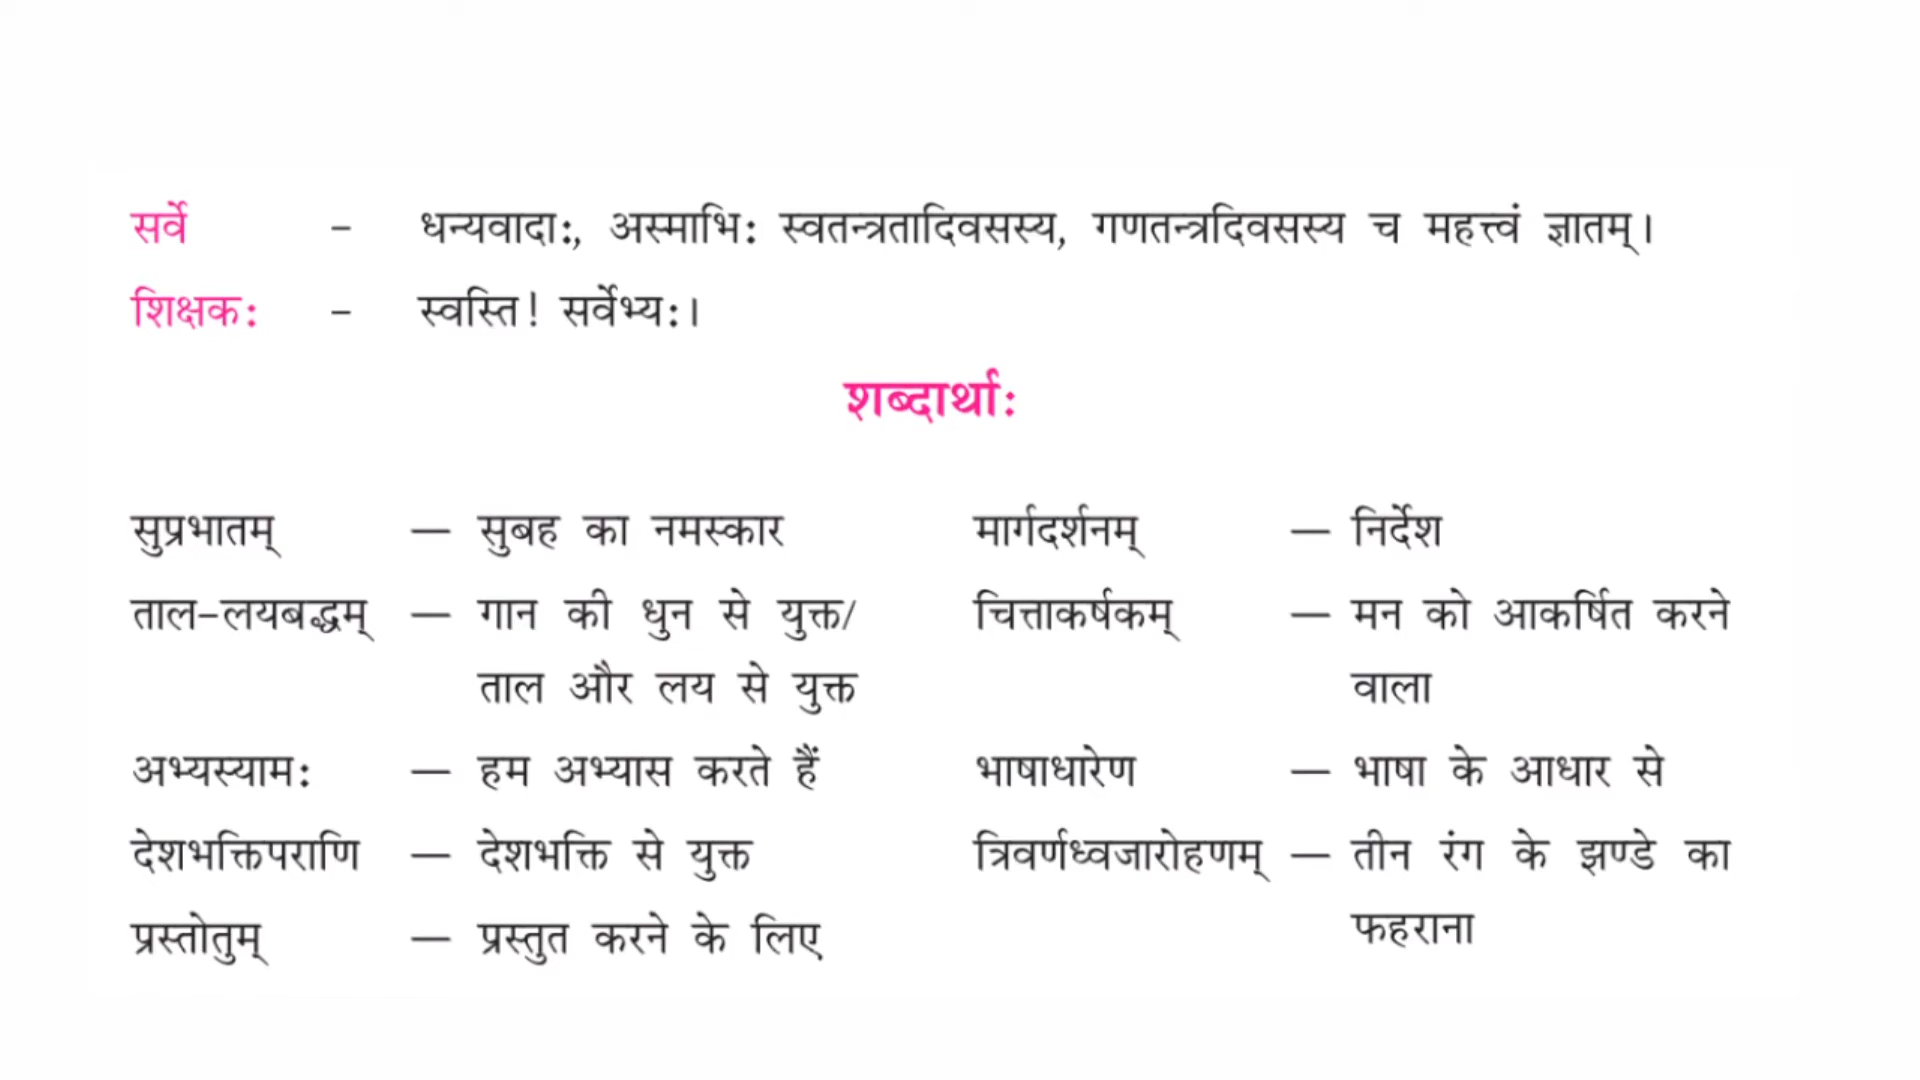 सर्वे – धन्यवादाः, अस्माभिः स्वतन्त्रतादिवसस्य, गणतन्त्रदिवसस्य च महत्त्वं ज्ञातम्।
शिक्षकः – स्वस्ति! सर्वेभ्यः।
शब्दार्थाः
सुप्रभातम् — सुबह का नमस्कार
ताल-लयबद्धम् — गान की धुन से युक्त/
ताल और लय से युक्त
अभ्यस्यामः — हम अभ्यास करते हैं
देशभक्तिपराणि — देशभक्ति से युक्त
प्रस्तोतुम् — प्रस्तुत करने के लिए
मार्गदर्शनम् — निर्देश
चित्ताकर्षकम् — मन को आकर्षित करने
वाला
भाषाधारेण — भाषा के आधार से
त्रिवर्णध्वजारोहणम् — तीन रंग के झण्डे का
फहराना